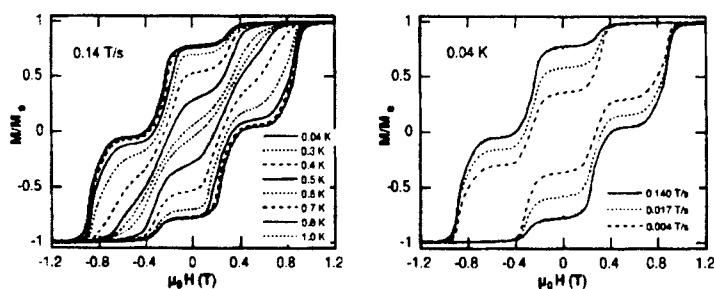 0.14 T/s
M/Ms
1
0.5
0
-0.5
-1
-1.2 -0.8 -0.4 0 0.4 0.8 1.2
μ₀H (T)
0.04 K
0.3 K
0.4 K
0.5 K
0.6 K
0.7 K
0.8 K
1.0 K
0.04 K
M/Ms
1
0.5
0
-0.5
-1
-1.2 -0.8 -0.4 0 0.4 0.8 1.2
μ₀H (T)
0.140 T/s
0.017 T/s
0.004 T/s